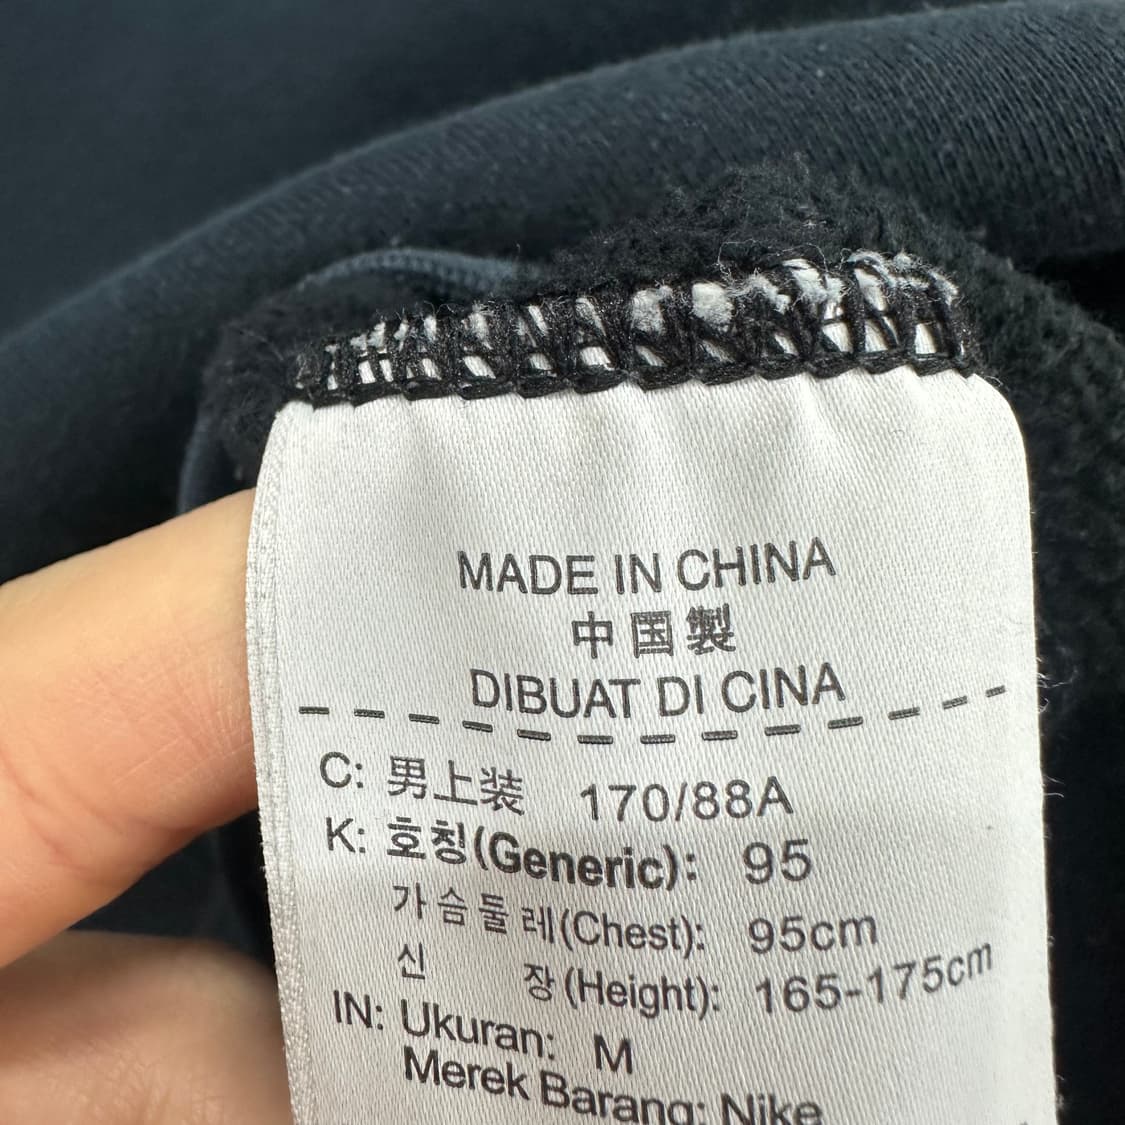 MADE IN CHINA
中国製
DIBUAT DI CINA
C: 男上装 170/88A
K: 호칭(Generic): 95
가슴둘레(Chest): 95cm
신 장(Height): 165-175cm
IN: Ukuran: M
Merek Barang: Nike